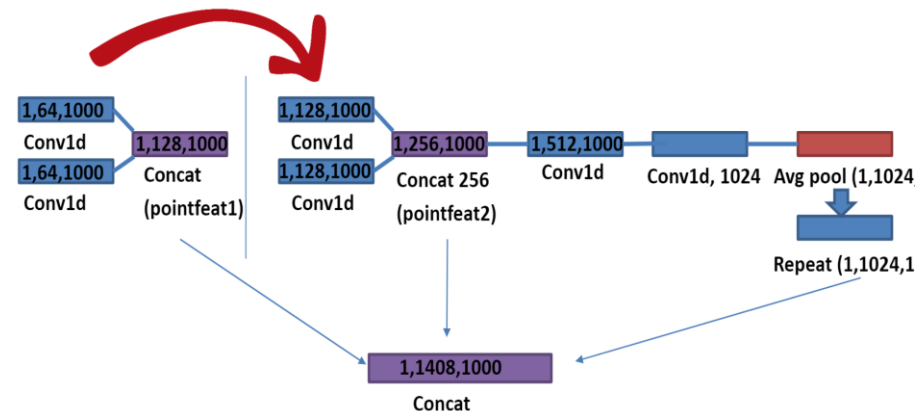 1,64,1000
Conv1d
1,64,1000
Conv1d
1,128,1000
Concat
(pointfeat1)
1,128,1000
Conv1d
1,128,1000
Conv1d
1,256,1000
Concat 256
(pointfeat2)
1,512,1000
Conv1d
Conv1d, 1024
Avg pool (1,1024,
Repeat (1,1024,1
1,1408,1000
Concat